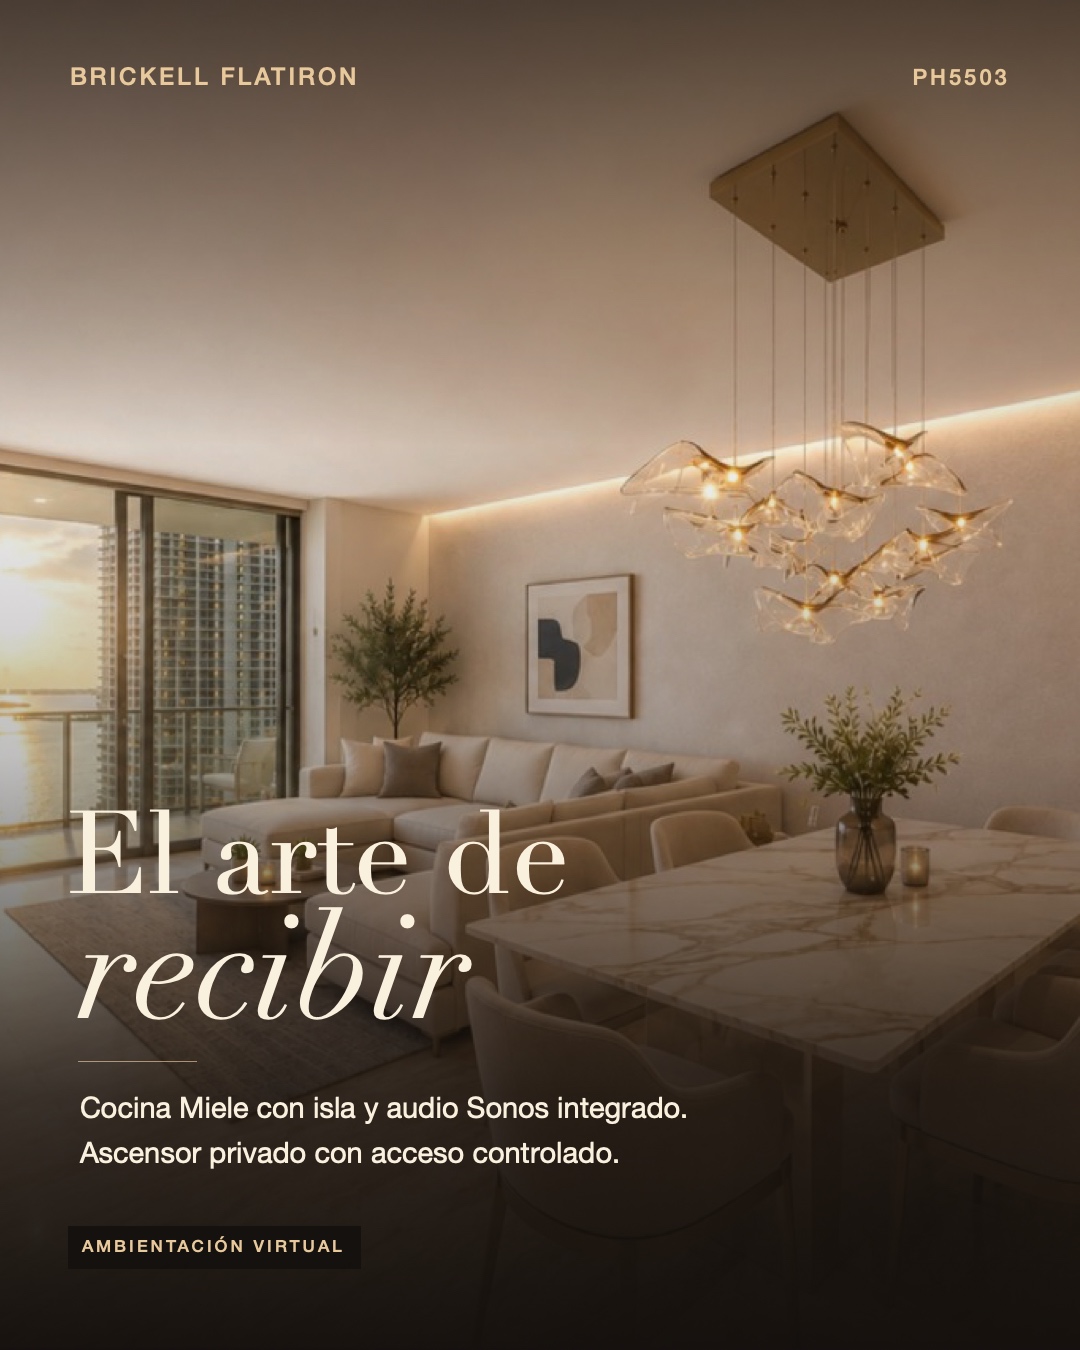 BRICKELL FLATIRON
PH5503
El arte de
recibir
Cocina Miele con isla y audio Sonos integrado.
Ascensor privado con acceso controlado.
AMBIENTACIÓN VIRTUAL